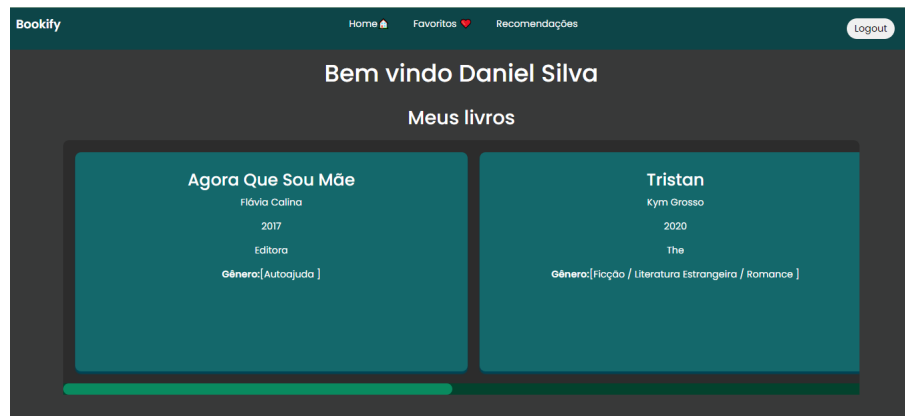 Bookify
Home Favoritos Recomendações
Logout
Bem vindo Daniel Silva
Meus livros
Agora Que Sou Mãe
Flávia Calina
2017
Editora
Gênero:[Autoajuda ]
Tristan
Kym Grosso
2020
The
Gênero:[Ficção / Literatura Estrangeira / Romance ]